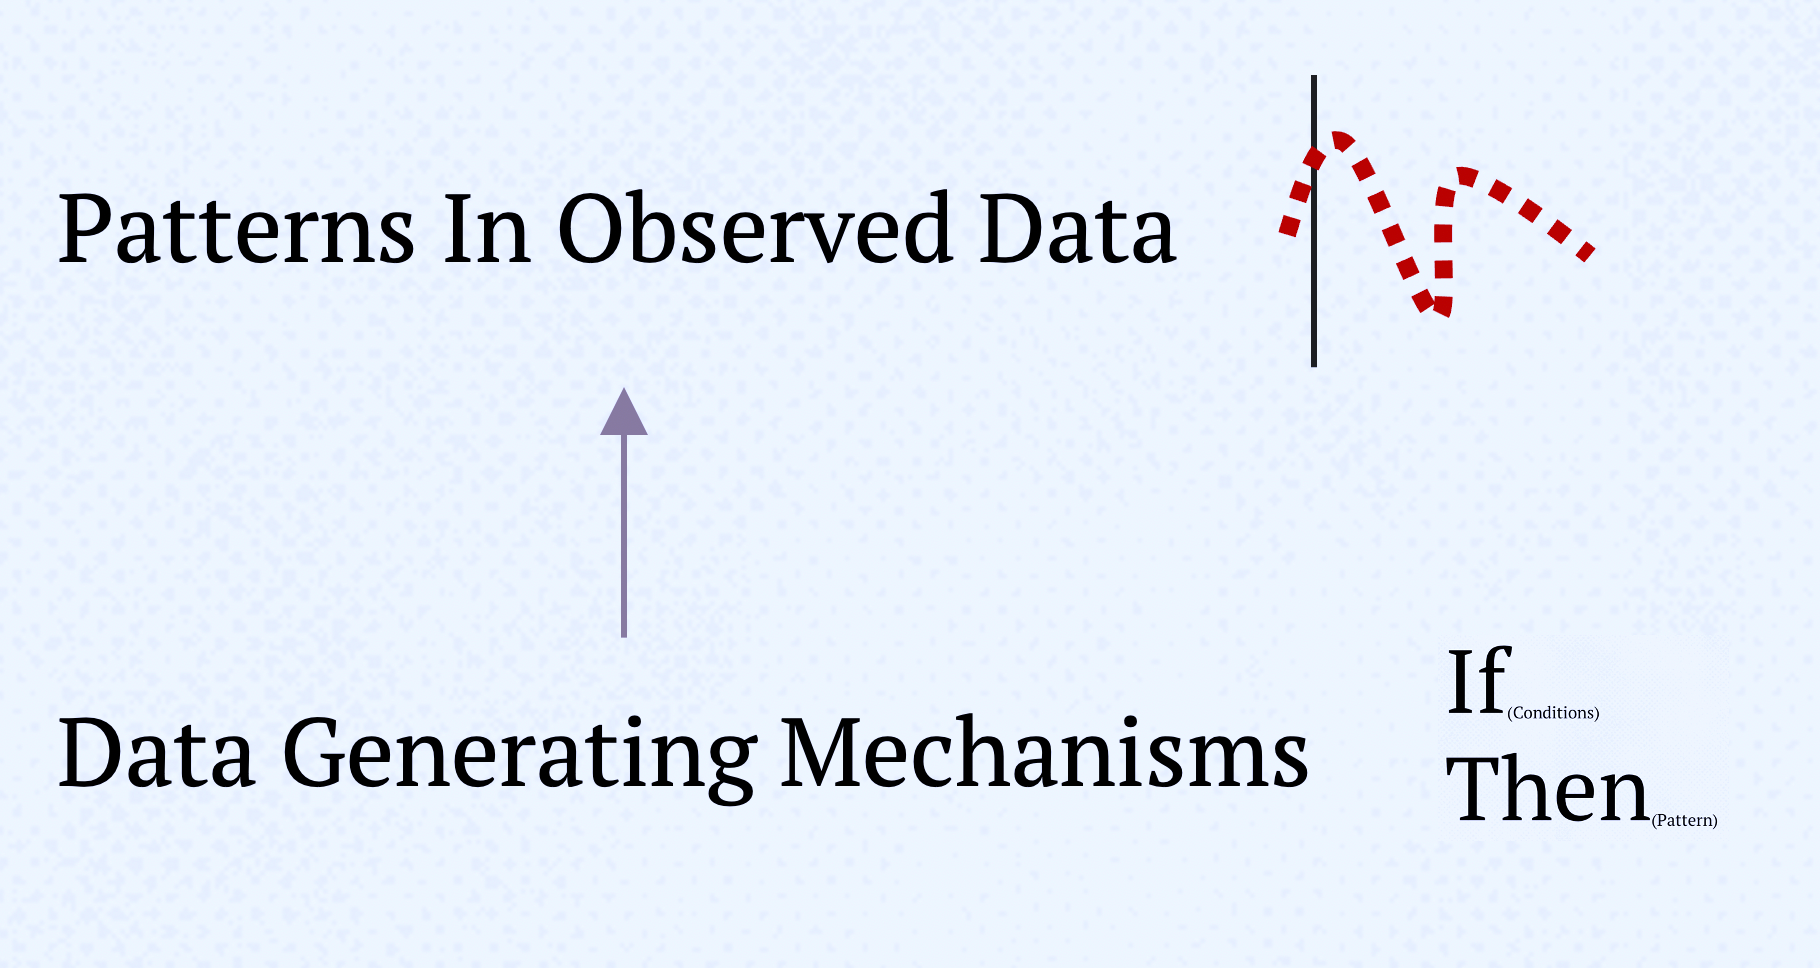 Patterns In Observed Data
Data Generating Mechanisms
If(Conditions)
Then(Pattern)